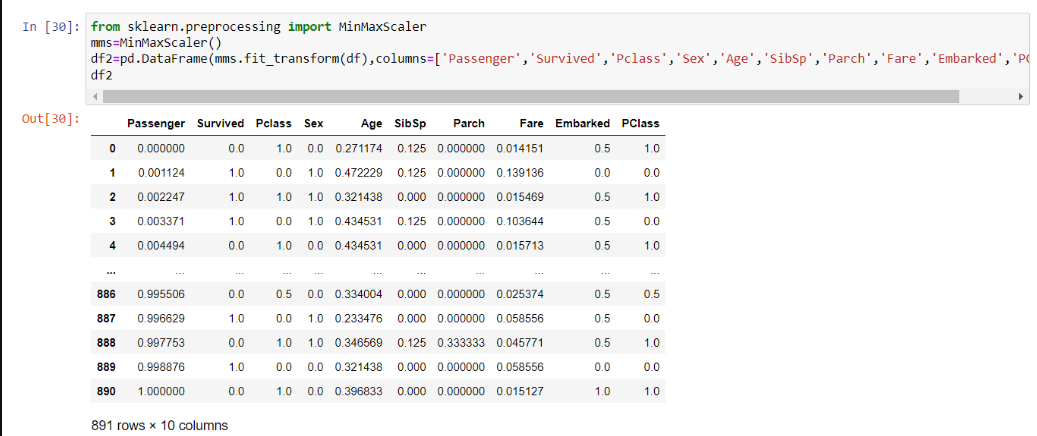 In [30]: from sklearn.preprocessing import MinMaxScaler
mms=MinMaxScaler()
df2=pd.DataFrame(mms.fit_transform(df),columns=['Passenger','Survived','Pclass','Sex','Age','SibSp','Parch','Fare','Embarked','PC
df2
Out[30]:
Passenger Survived Pclass Sex Age SibSp Parch Fare Embarked PClass
0 0.000000 0.0 1.0 0.0 0.271174 0.125 0.000000 0.014151 0.5 1.0
1 0.001124 1.0 0.0 1.0 0.472229 0.125 0.000000 0.139136 0.0 0.0
2 0.002247 1.0 1.0 1.0 0.321438 0.000 0.000000 0.015469 0.5 1.0
3 0.003371 1.0 0.0 1.0 0.434531 0.125 0.000000 0.103644 0.5 0.0
4 0.004494 0.0 1.0 0.0 0.434531 0.000 0.000000 0.015713 0.5 1.0
... ... ... ... ... ... ... ... ... ... ...
886 0.995506 0.0 0.5 0.0 0.334004 0.000 0.000000 0.025374 0.5 0.5
887 0.996629 1.0 0.0 1.0 0.233476 0.000 0.000000 0.058556 0.5 0.0
888 0.997753 0.0 1.0 1.0 0.346569 0.125 0.333333 0.045771 0.5 1.0
889 0.998876 1.0 0.0 0.0 0.321438 0.000 0.000000 0.058556 0.0 0.0
890 1.000000 0.0 1.0 0.0 0.396833 0.000 0.000000 0.015127 1.0 1.0
891 rows × 10 columns